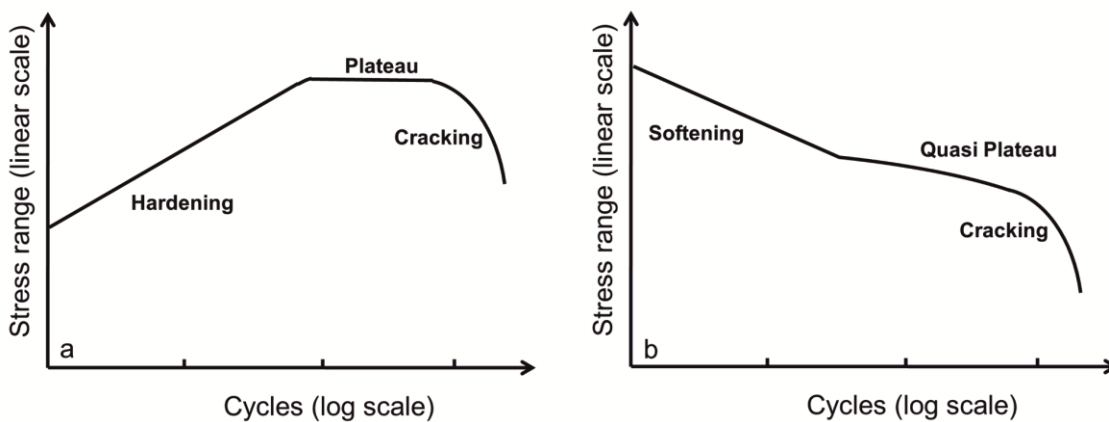 Stress range (linear scale)
Plateau
Cracking
Hardening
a
Cycles (log scale)
Stress range (linear scale)
Softening
Quasi Plateau
Cracking
b
Cycles (log scale)